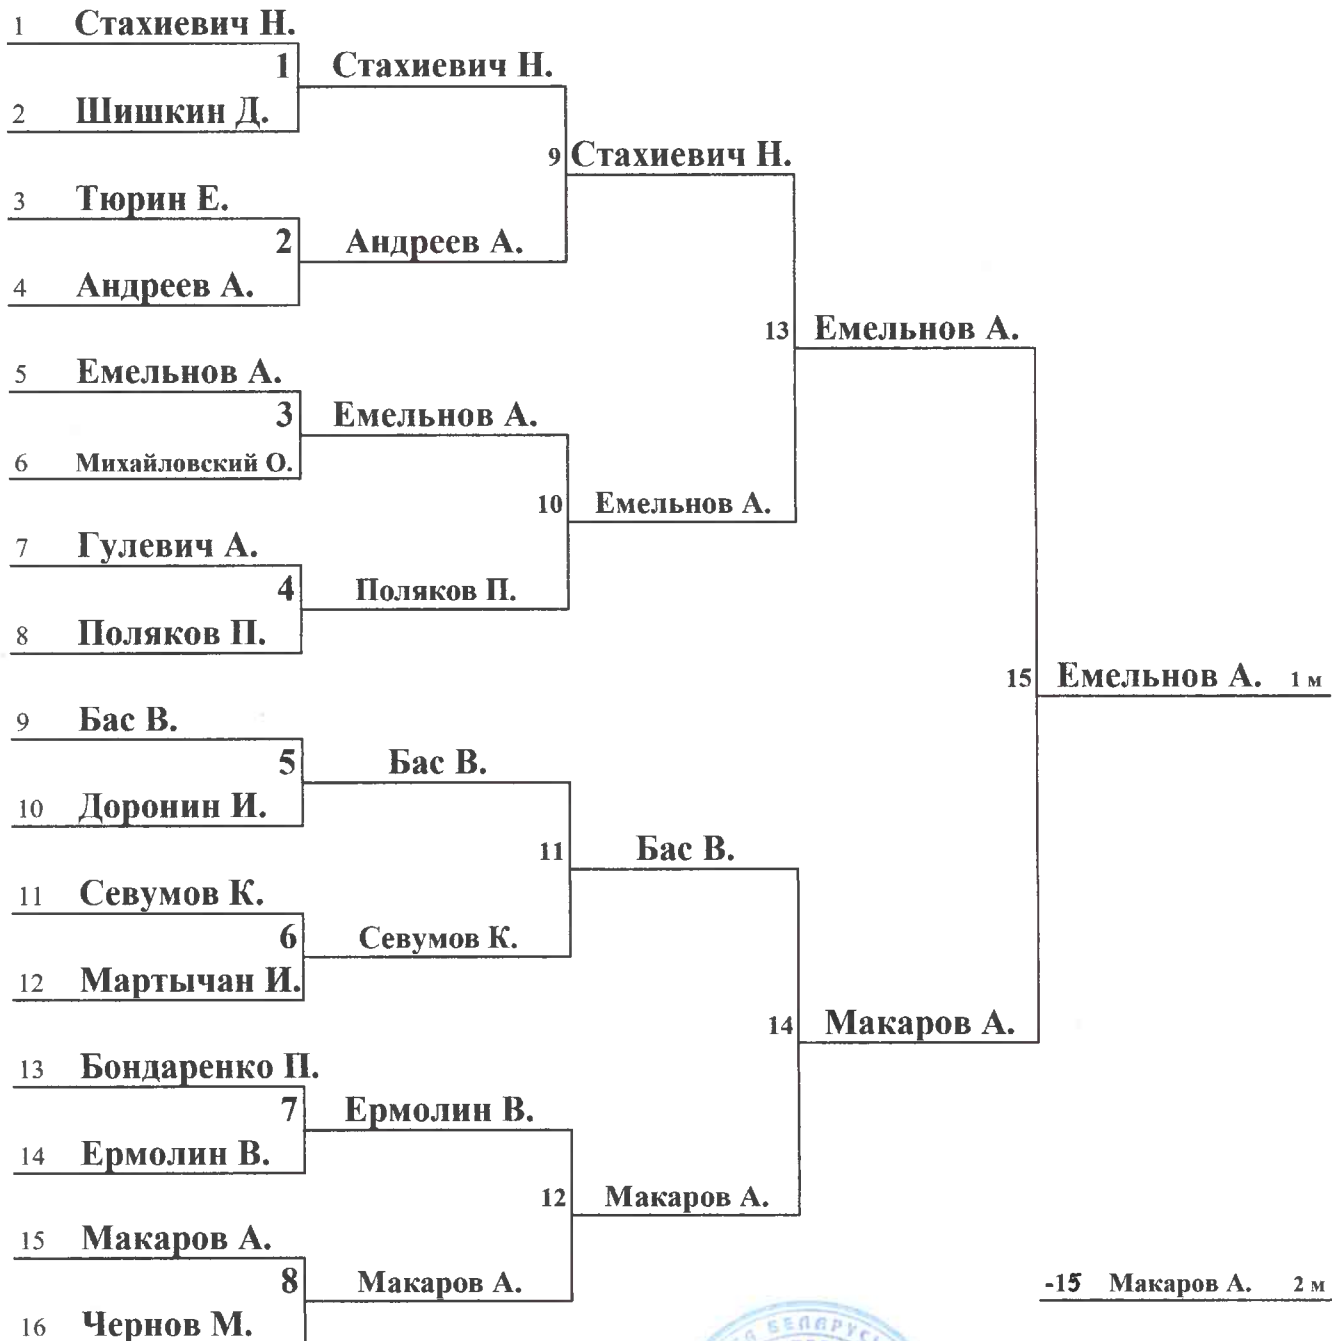 1 Стахиевич Н.
1 Стахиевич Н.
2 Шишкин Д.
9 Стахиевич Н.
3 Тюрин Е.
2 Андреев А.
4 Андреев А.
13 Емельнов А.
5 Емельнов А.
3 Емельнов А.
6 Михайловский О.
10 Емельнов А.
7 Гулевич А.
4 Поляков П.
8 Поляков П.
15 Емельнов А. 1 м
9 Бас В.
5 Бас В.
10 Доронин И.
11 Бас В.
11 Севумов К.
6 Севумов К.
12 Мартычан И.
14 Макаров А.
13 Бондаренко П.
7 Ермолин В.
14 Ермолин В.
12 Макаров А.
15 Макаров А.
8 Макаров А.
-15 Макаров А. 2 м
16 Чернов М.
БЕЛАРУСЬ